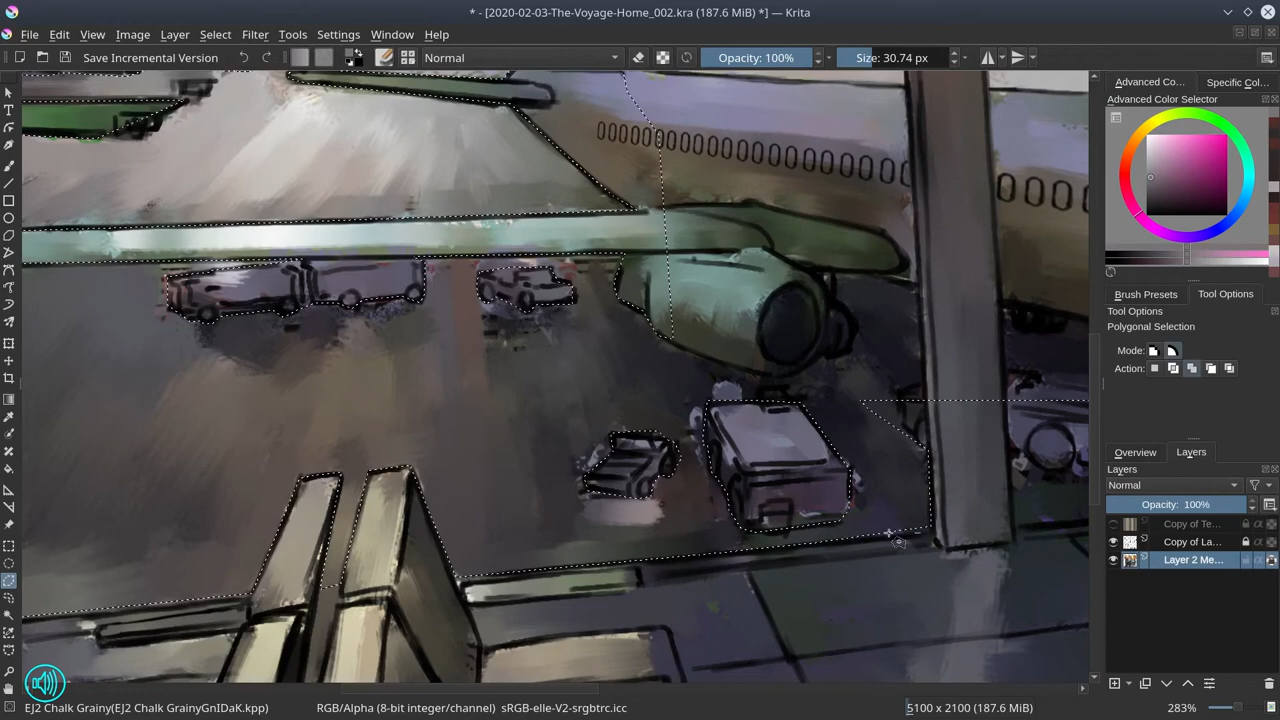 * - [2020-02-03-The-Voyage-Home_002.kra (187.6 MiB) *] — Krita
File Edit View Image Layer Select Filter Tools Settings Window Help
Save Incremental Version Normal Opacity: 100% Size: 30.74 px
Advanced Co... Specific Col...
Advanced Color Selector
Brush Presets Tool Options
Tool Options
Polygonal Selection
Mode:
Action:
Overview Layers
Layers
Normal
Opacity: 100%
Copy of Te...
Copy of La...
Layer 2 Me...
EJ2 Chalk Grainy(EJ2 Chalk GrainyGnIDaK.kpp) RGB/Alpha (8-bit integer/channel) sRGB-elle-V2-srgbtrc.icc 5100 x 2100 (187.6 MiB) 283%